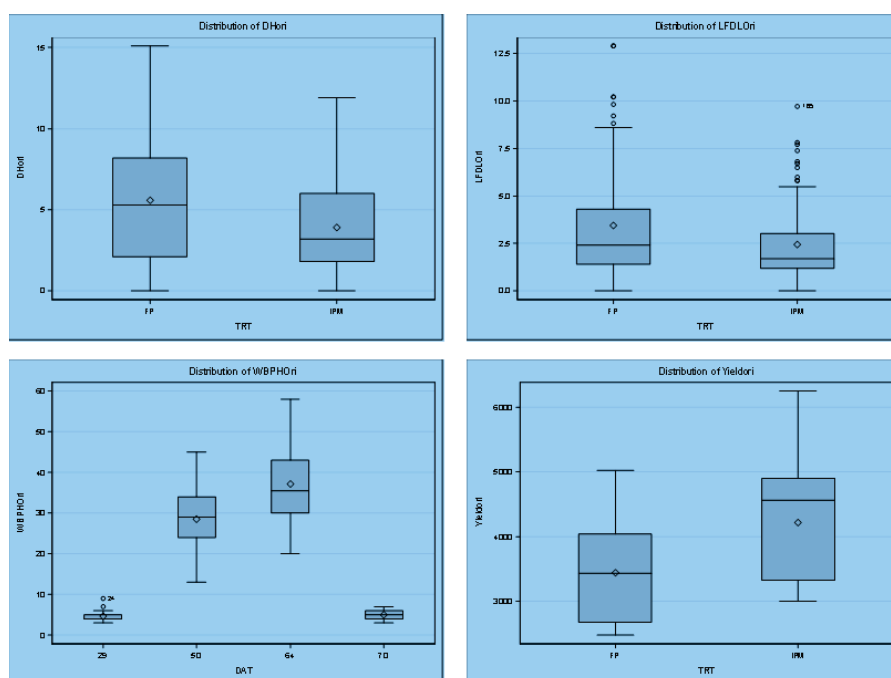 Distribution of DHori
15
10
5
0
DHori
FP
IPM
TRT
Distribution of LFDLOri
12.5
10.0
7.5
5.0
2.5
0.0
LFDLOri
FP
IPM
TRT
Distribution of WBPHOri
60
50
40
30
20
10
0
WBPHOri
24
29
50
64
70
DAT
Distribution of Yieldori
6000
5000
4000
3000
Yieldori
FP
IPM
TRT